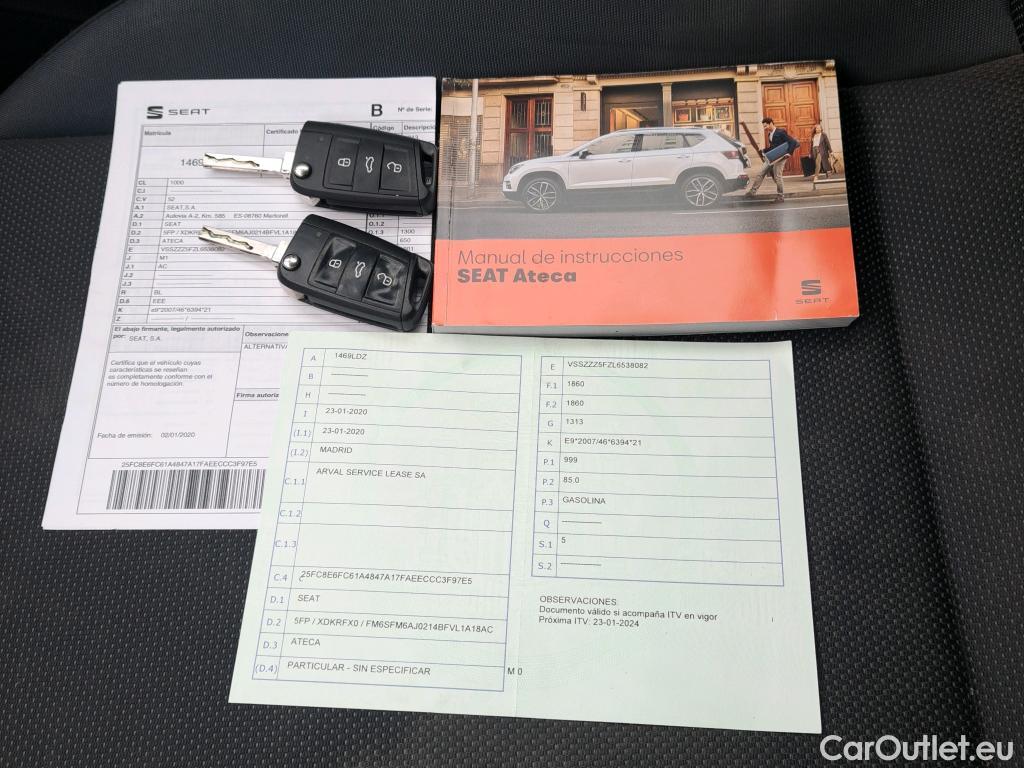 SEAT
B
Nº de Serie:
Matrícula
Certificado
Código
Descripcio
1469
CL 1000
C.I ----------
C.V 52
A.1 SEAT,S.A.
A.2 Autovía A-2, Km. 585 ES-08760 Martorell
D.1 SEAT
D.2 5FP / XDKRF SFM6AJ0214BFVL1A18AC
O.1.2
O.1.3 1300
D.3 ATECA
650
E VSSZZZ5FZL6538082
J M1
J.1 AC
J.2 ----------
J.3 ----------
R BL
D.6 EEE
K e9*2007/46*6394*21
Z ---------- / ----------
El abajo firmante, legalmente autorizado
por: SEAT, S.A.
Observaciones
ALTERNATIVA
Certifica que el vehículo cuyas
características se reseñan
es completamente conforme con el
número de homologación.
Firma autoriz
Fecha de emisión: 02/01/2020
25FC8E6FC61A4847A17FAEECCC3F97E5
Manual de instrucciones
SEAT Ateca
SEAT
A 1469LDZ
B ----------
H ----------
I 23-01-2020
(I.1) 23-01-2020
(I.2) MADRID
C.1.1 ARVAL SERVICE LEASE SA
C.1.2
C.1.3
C.4 25FC8E6FC61A4847A17FAEECCC3F97E5
D.1 SEAT
D.2 5FP / XDKRFX0 / FM6SFM6AJ0214BFVL1A18AC
D.3 ATECA
(D.4) PARTICULAR - SIN ESPECIFICAR
M 0
E VSSZZZ5FZL6538082
F.1 1860
F.2 1860
G 1313
K E9*2007/46*6394*21
P.1 999
P.2 85.0
P.3 GASOLINA
Q ----------
S.1 5
S.2 ----------
OBSERVACIONES:
Documento válido si acompaña ITV en vigor
Próxima ITV: 23-01-2024
CarOutlet.eu